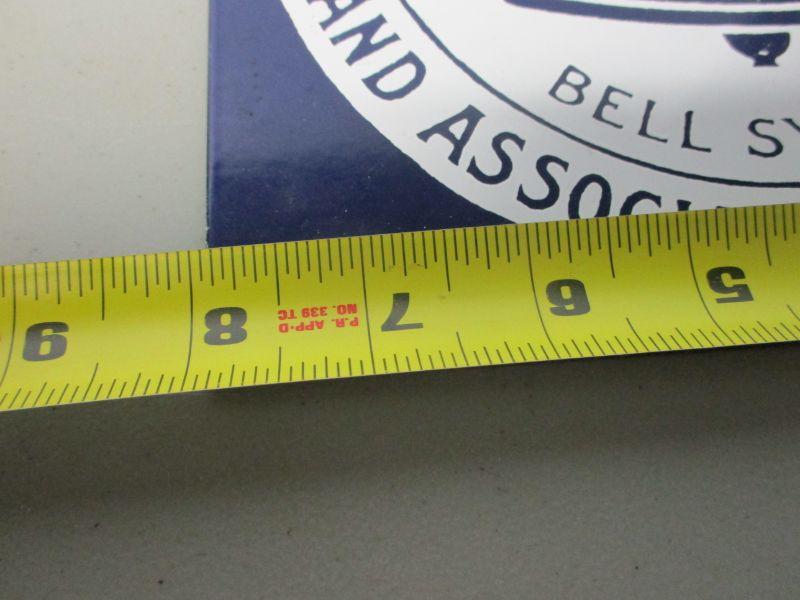 AND ASSOCI
BELL SY
9 8 7 6 5
P.R. APP'D
NO. 339 TC